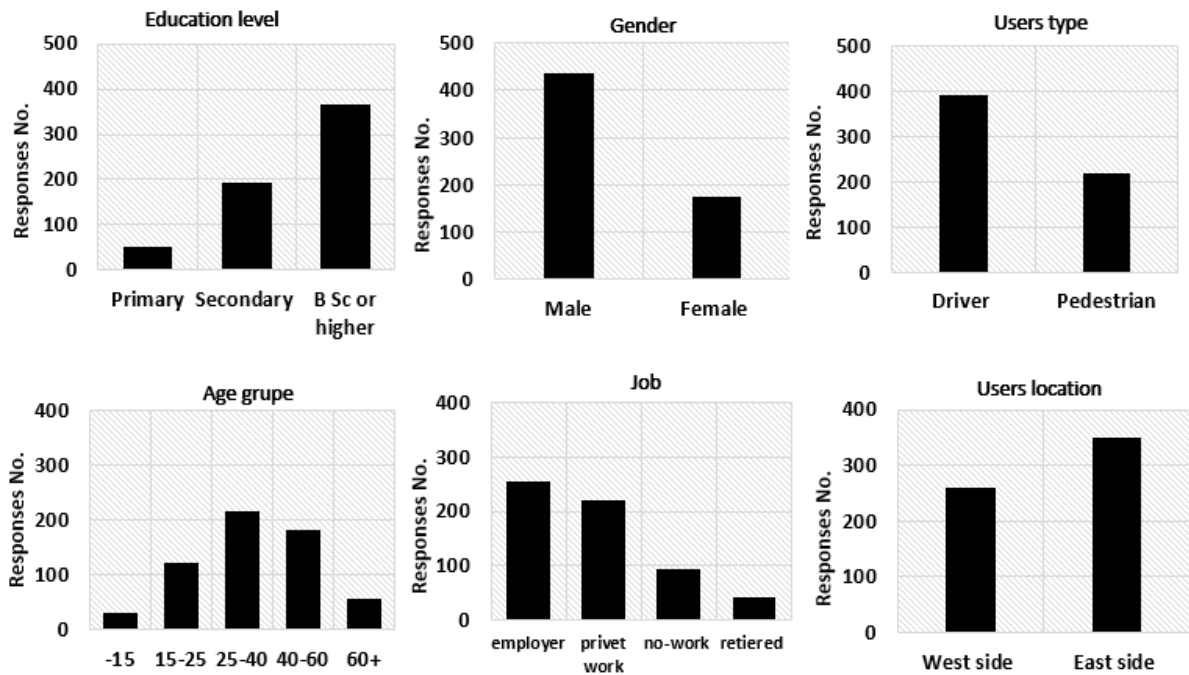 Education level
Responses No.
500
400
300
200
100
0
Primary
Secondary
B Sc or
higher
Gender
Responses No.
500
400
300
200
100
0
Male
Female
Users type
Responses No.
500
400
300
200
100
0
Driver
Pedestrian
Age grupe
Responses No.
400
300
200
100
0
-15
15-25
25-40
40-60
60+
Job
Responses No.
400
300
200
100
0
employer
privet
work
no-work
retiered
Users location
Responses No.
400
300
200
100
0
West side
East side